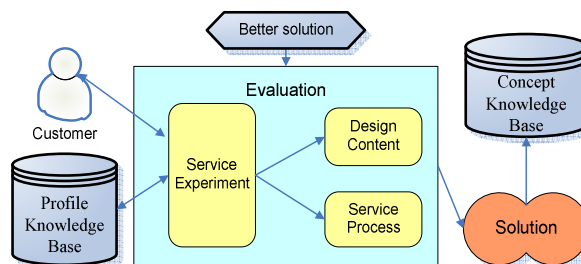 Better solution
Evaluation
Customer
Service
Experiment
Design
Content
Service
Process
Profile
Knowledge
Base
Concept
Knowledge
Base
Solution